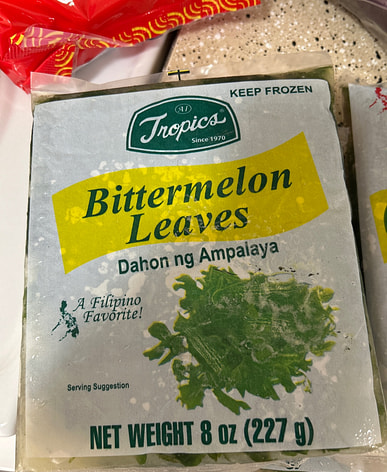 KEEP FROZEN
Tropics
Since 1970
Bittermelon
Leaves
Dahon ng Ampalaya
A Filipino
Favorite!
Serving Suggestion
NET WEIGHT 8 oz (227 g)